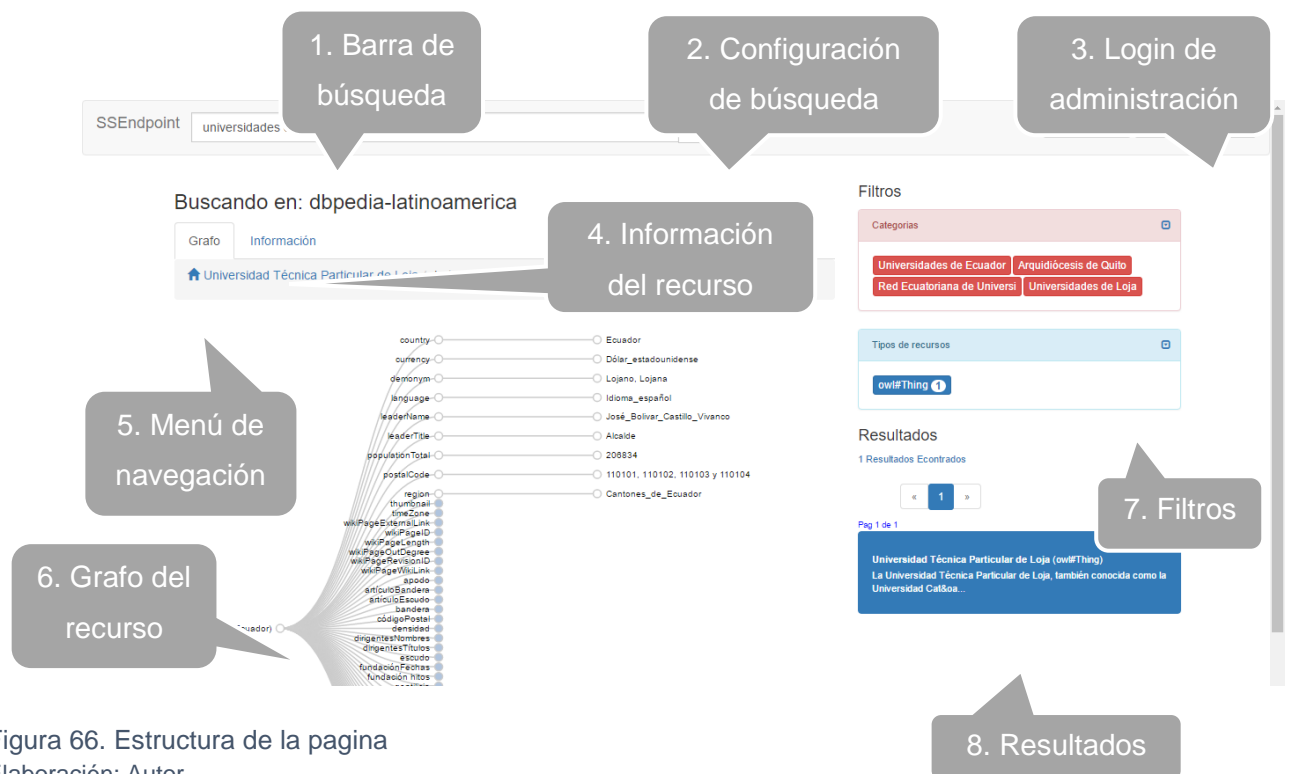 1. Barra de
búsqueda
2. Configuración
de búsqueda
3. Login de
administración
SSEndpoint
universidades
Buscando en: dbpedia-latinoamerica
Grafo
Información
4. Información
del recurso
Universidad Técnica Particular de Loja
Filtros
Categorias
Universidades de Ecuador
Arquidiócesis de Quito
Red Ecuatoriana de Universi
Universidades de Loja
Tipos de recursos
owl#Thing 1
5. Menú de
navegación
country
Ecuador
currency
Dólar_estadounidense
demonym
Lojano, Lojana
language
Idioma_español
leaderName
José_Bolivar_Castillo_Vivanco
leaderTitle
Alcalde
populationTotal
206834
postalCode
110101, 110102, 110103 y 110104
region
Cantones_de_Ecuador
thumbnail
timeZone
wikiPageExternalLink
wikiPageID
wikiPageLength
wikiPageOutDegree
wikiPageRevisionID
wikiPageWikiLink
apodo
artículoBandera
artículoEscudo
bandera
códigoPostal
densidad
dirigentesNombres
dirigentesTítulos
escudo
fundaciónFechas
fundación hitos
6. Grafo del
recurso
Ecuador)
Resultados
1 Resultados Econtrados
« 1 »
Pag 1 de 1
7. Filtros
Universidad Técnica Particular de Loja (owl#Thing)
La Universidad Técnica Particular de Loja, también conocida como la
Universidad Cat&oa...
8. Resultados
Figura 66. Estructura de la pagina
Elaboración: Autor